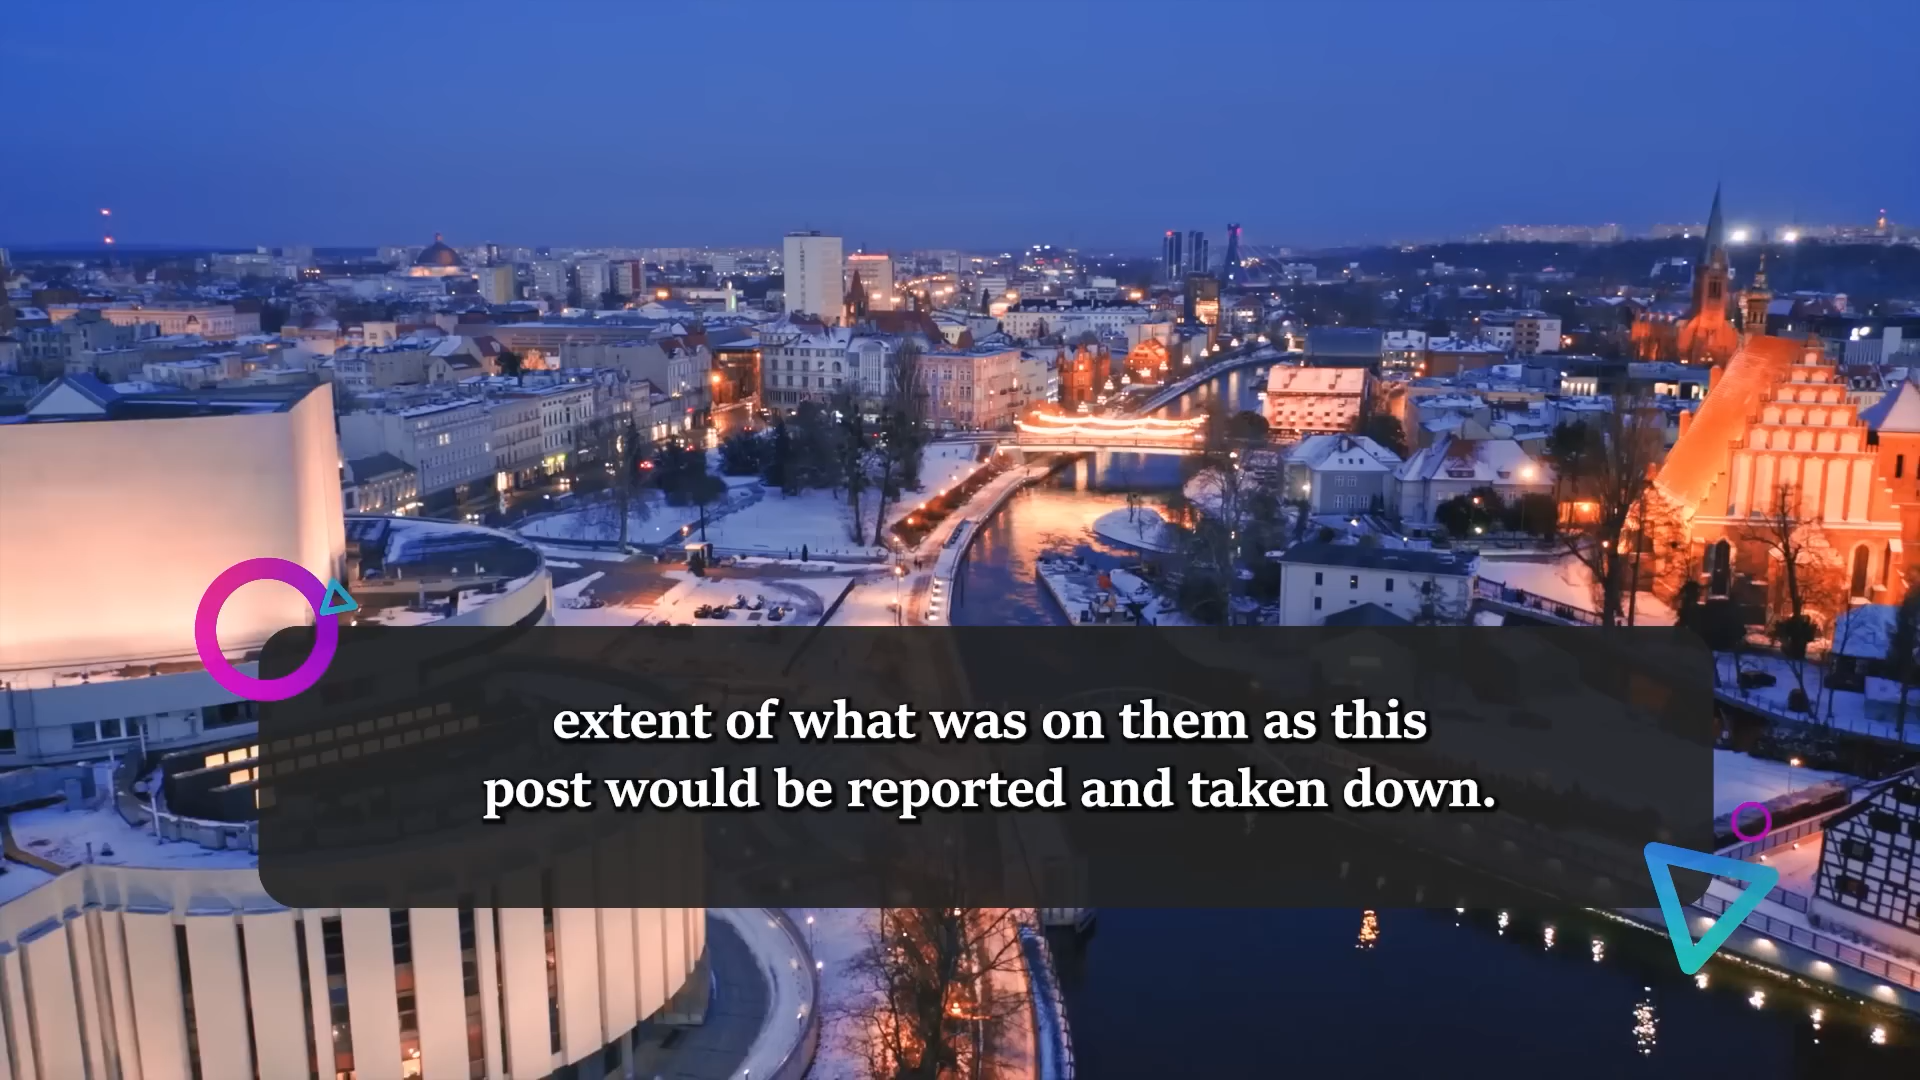 extent of what was on them as this
post would be reported and taken down.